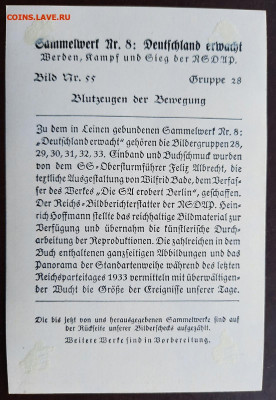 coins.lave.ru
Sammelwerk Nr. 8: Deutschland erwacht
Werden, Kampf und Sieg der NSDAP.
Bild Nr. 55 Gruppe 28
Blutzeugen der Bewegung
Zu dem in Leinen gebundenen Sammelwerk Nr. 8:
„Deutschland erwacht“ gehören die Bildergruppen 28,
29, 30, 31, 32, 33. Einband und Buchschmuck wurden
von dem SS-Obersturmführer Felix Albrecht, die
textliche Ausgestaltung von Wilfrid Bade, dem Verfas-
ser des Werkes „Die SA erobert Berlin“, geschaffen.
Der Reichs-Bildberichterstatter der NSDAP. Hein-
rich Hoffmann stellte das reichhaltige Bildmaterial zur
Verfügung und übernahm die künstlerische Durch-
arbeitung der Reproduktionen. Die zahlreichen in dem
Buch enthaltenen ganzseitigen Abbildungen und das
Panorama der Standartenweihe während des letzten
Reichsparteitages 1933 vermitteln mit überwältigen-
der Wucht die Größe der Ereignisse unserer Tage.
Die bis jetzt von uns herausgegebenen Sammelwerke sind auf
der Rückseite unserer Bilderschecks aufgezählt.
Weitere Werke sind in Vorbereitung.